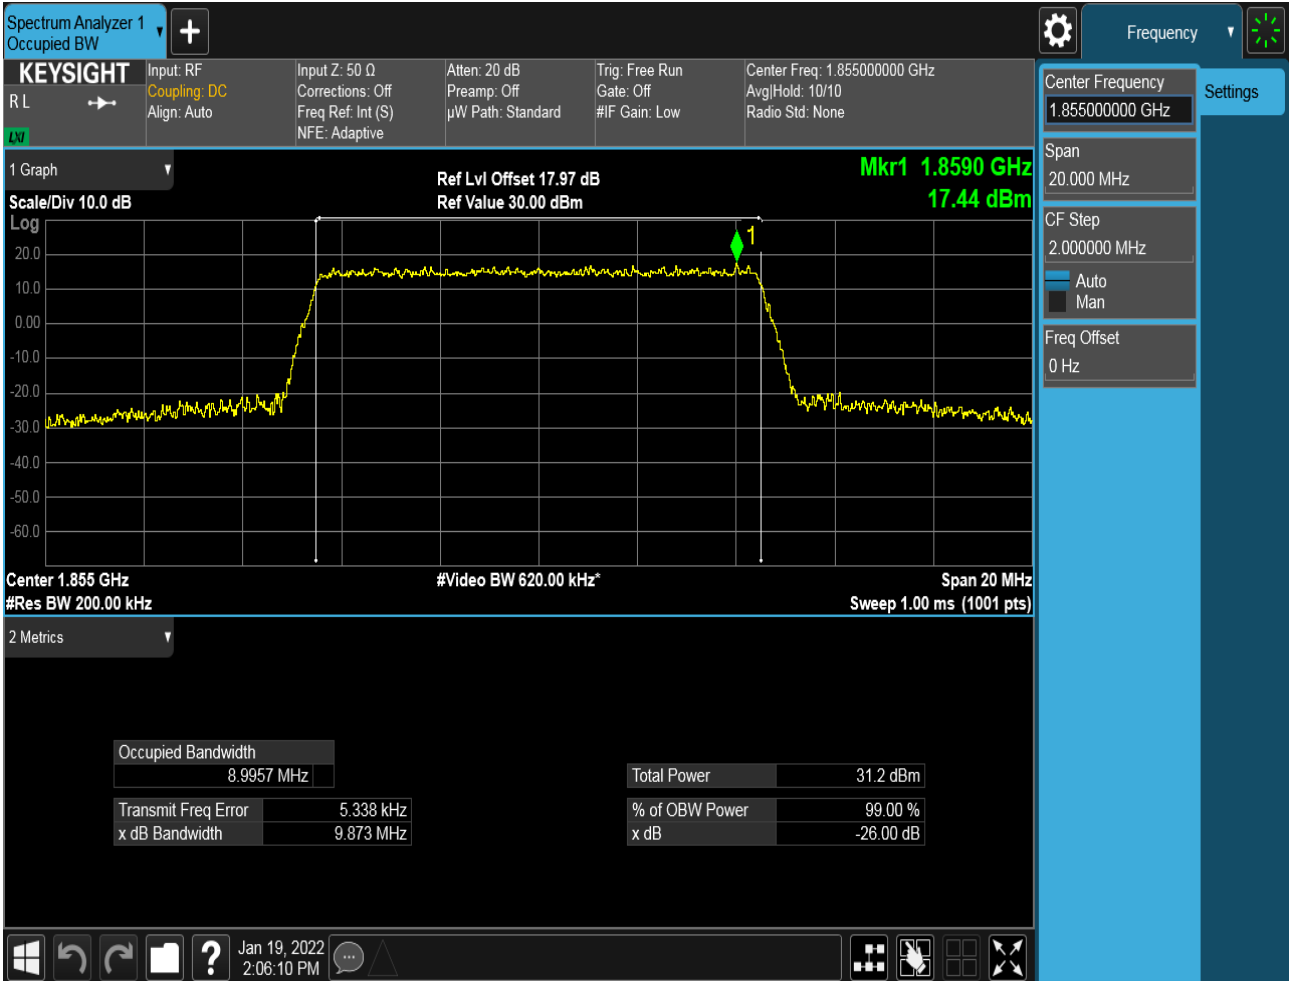 Spectrum Analyzer 1
Occupied BW
Frequency
KEYSIGHT
R L
LXI
Input: RF
Coupling: DC
Align: Auto
Input Z: 50 Ω
Corrections: Off
Freq Ref: Int (S)
NFE: Adaptive
Atten: 20 dB
Preamp: Off
µW Path: Standard
Trig: Free Run
Gate: Off
#IF Gain: Low
Center Freq: 1.855000000 GHz
Avg|Hold: 10/10
Radio Std: None
Center Frequency
1.855000000 GHz
Settings
Span
20.000 MHz
CF Step
2.000000 MHz
Auto
Man
Freq Offset
0 Hz
1 Graph
Scale/Div 10.0 dB
Log
Ref Lvl Offset 17.97 dB
Ref Value 30.00 dBm
Mkr1 1.8590 GHz
17.44 dBm
1
20.0
10.0
0.00
-10.0
-20.0
-30.0
-40.0
-50.0
-60.0
Center 1.855 GHz
#Res BW 200.00 kHz
#Video BW 620.00 kHz*
Span 20 MHz
Sweep 1.00 ms (1001 pts)
2 Metrics
Occupied Bandwidth
8.9957 MHz
Transmit Freq Error 5.338 kHz
x dB Bandwidth 9.873 MHz
Total Power 31.2 dBm
% of OBW Power 99.00 %
x dB -26.00 dB
?
Jan 19, 2022
2:06:10 PM